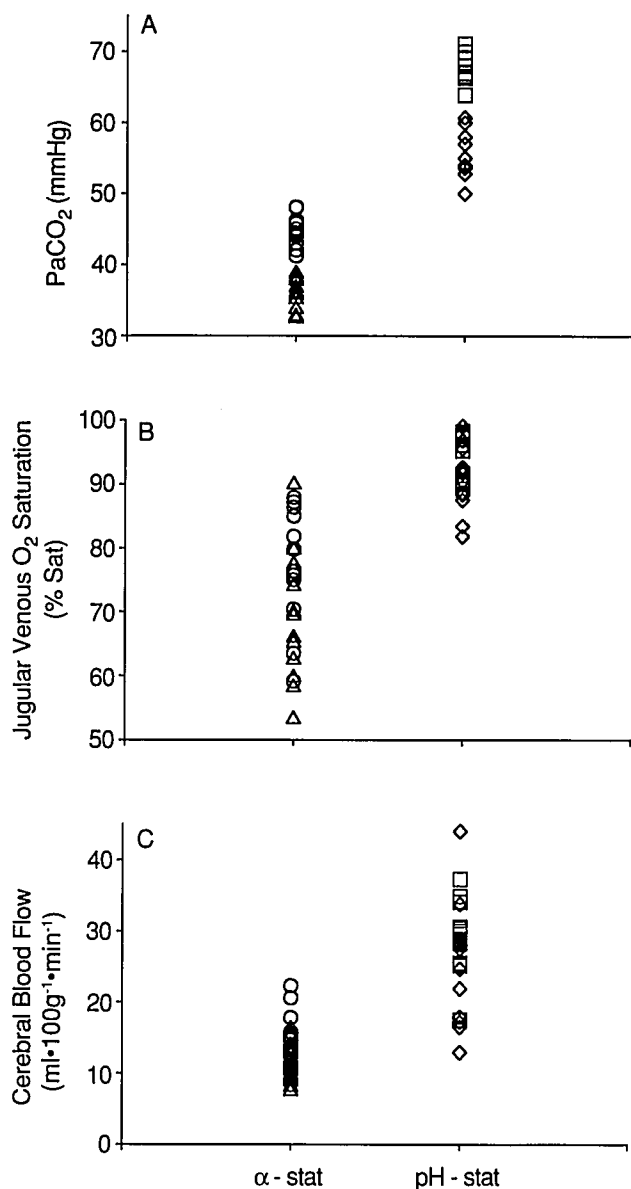 A
70
60
50
40
30
PaCO₂ (mmHg)
B
100
90
80
70
60
50
Jugular Venous O₂ Saturation
(% Sat)
C
40
30
20
10
0
Cerebral Blood Flow
(ml•100g⁻¹•min⁻¹)
α - stat pH - stat